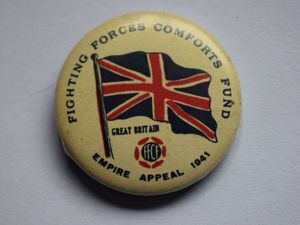 FIGHTING FORCES COMFORTS FUND
GREAT BRITAIN
FFCF
EMPIRE APPEAL 1941